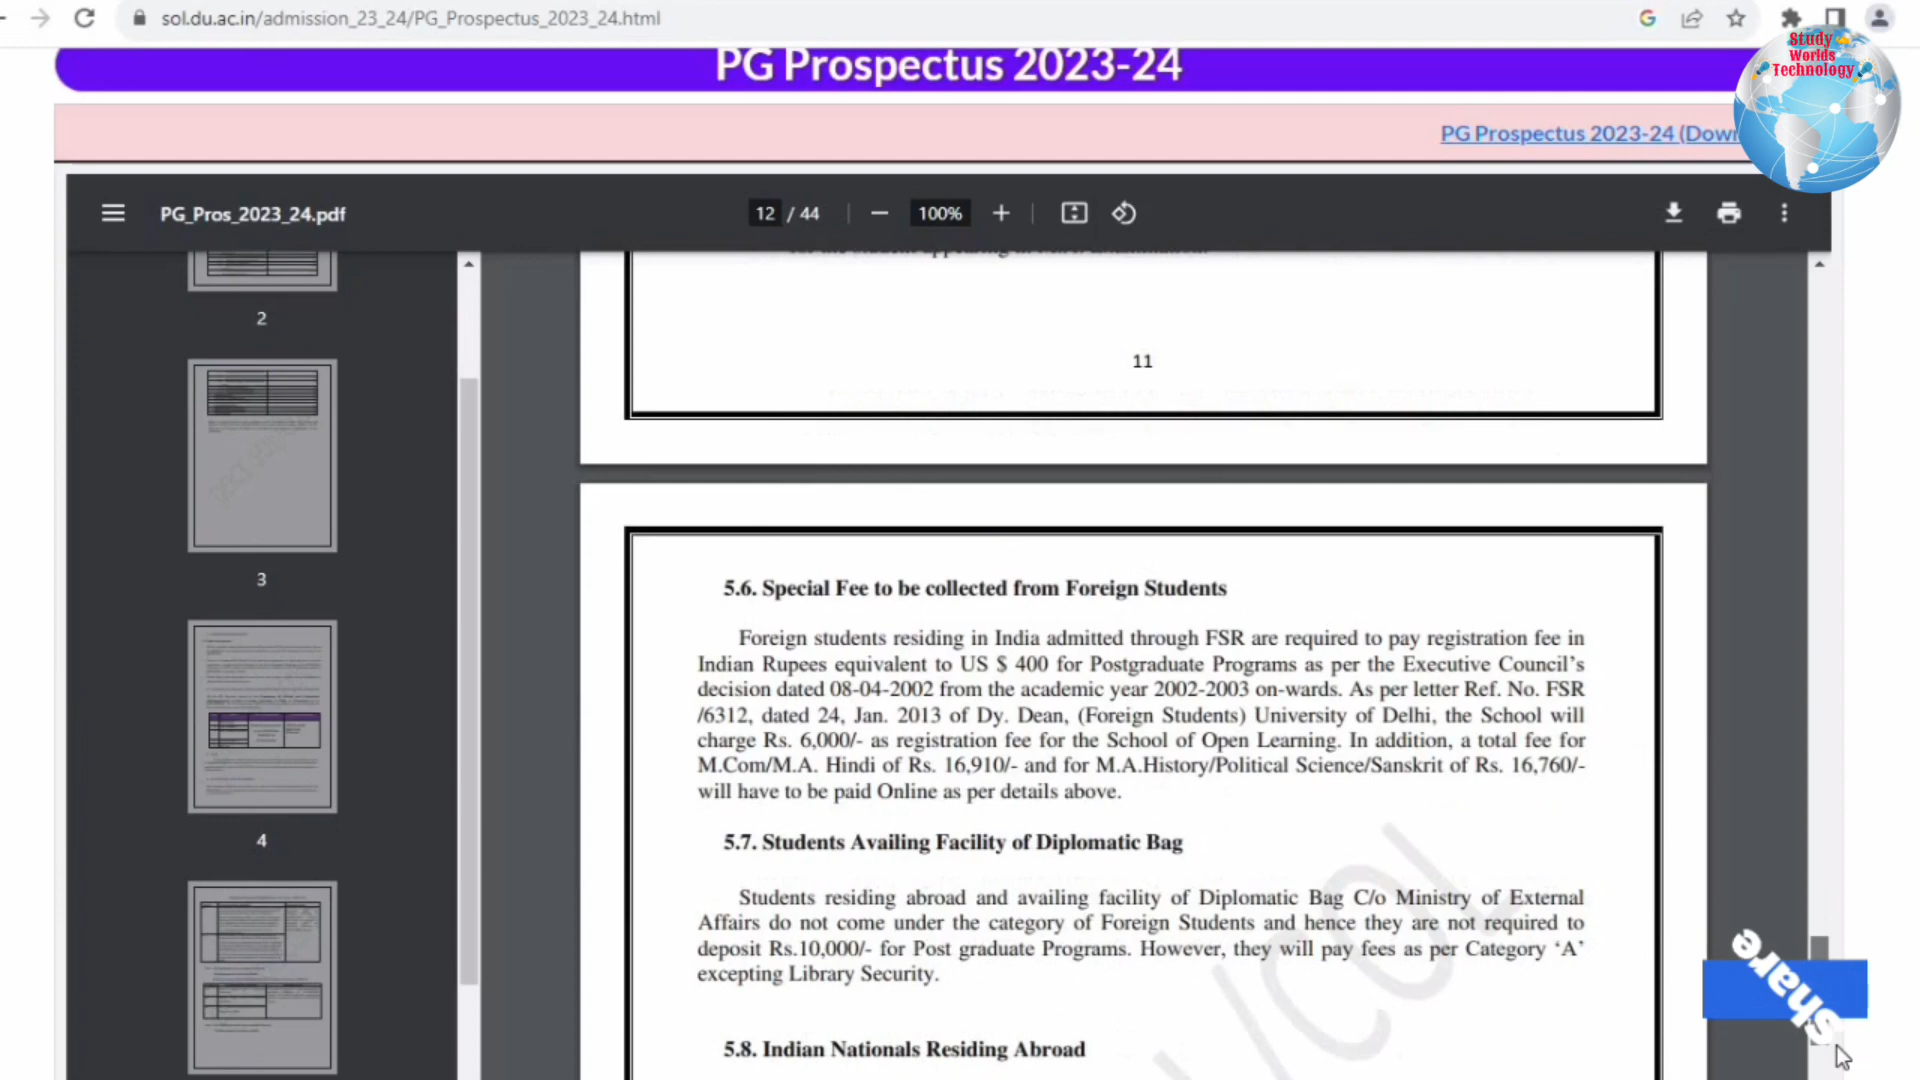 sol.du.ac.in/admission_23_24/PG_Prospectus_2023_24.html
Study
Worlds
Technology
PG Prospectus 2023-24
PG Prospectus 2023-24 (Dow
PG_Pros_2023_24.pdf
12 / 44
100%
2
3
4
11
5.6. Special Fee to be collected from Foreign Students
Foreign students residing in India admitted through FSR are required to pay registration fee in
Indian Rupees equivalent to US $ 400 for Postgraduate Programs as per the Executive Council's
decision dated 08-04-2002 from the academic year 2002-2003 on-wards. As per letter Ref. No. FSR
/6312, dated 24, Jan. 2013 of Dy. Dean, (Foreign Students) University of Delhi, the School will
charge Rs. 6,000/- as registration fee for the School of Open Learning. In addition, a total fee for
M.Com/M.A. Hindi of Rs. 16,910/- and for M.A.History/Political Science/Sanskrit of Rs. 16,760/-
will have to be paid Online as per details above.
5.7. Students Availing Facility of Diplomatic Bag
Students residing abroad and availing facility of Diplomatic Bag C/o Ministry of External
Affairs do not come under the category of Foreign Students and hence they are not required to
deposit Rs.10,000/- for Post graduate Programs. However, they will pay fees as per Category ‘A’
excepting Library Security.
5.8. Indian Nationals Residing Abroad
/COL
Share